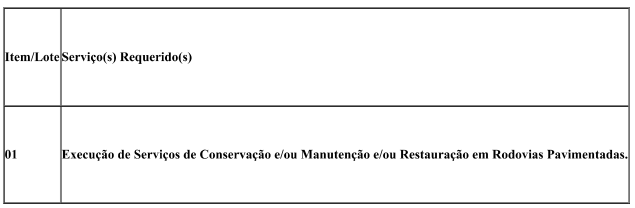 Item/Lote Serviço(s) Requerido(s)
01 Execução de Serviços de Conservação e/ou Manutenção e/ou Restauração em Rodovias Pavimentadas.